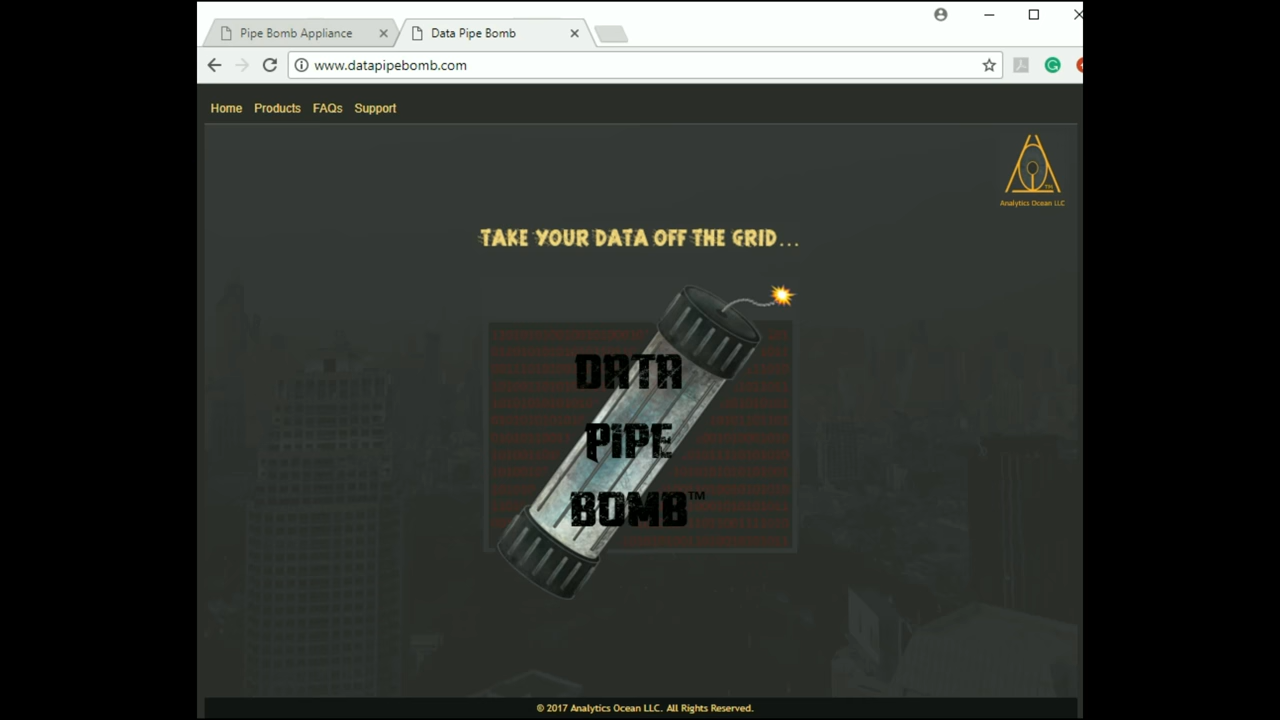 Pipe Bomb Appliance
Data Pipe Bomb
www.datapipebomb.com
Home Products FAQs Support
Analytics Ocean LLC
TAKE YOUR DATA OFF THE GRID...
DATA
PIPE
BOMB™
© 2017 Analytics Ocean LLC. All Rights Reserved.